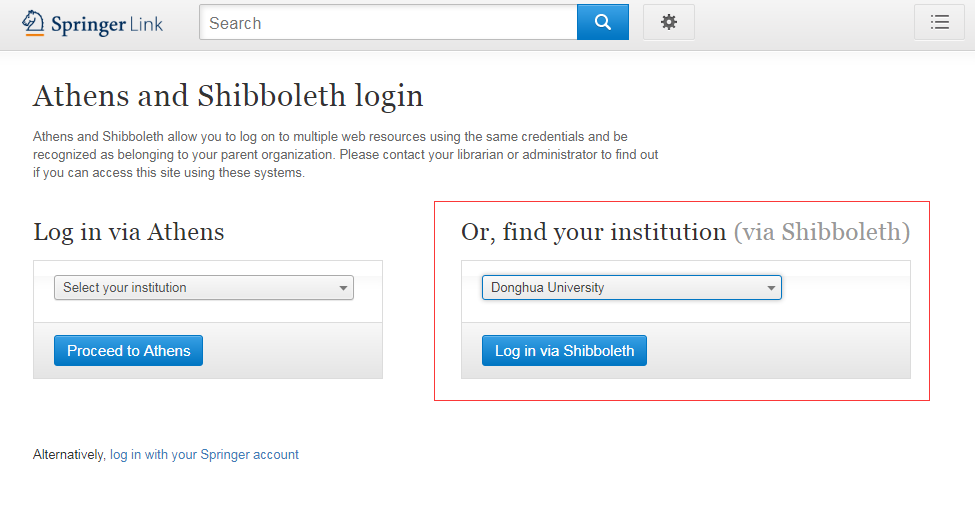 Springer Link
Search
Athens and Shibboleth login
Athens and Shibboleth allow you to log on to multiple web resources using the same credentials and be
recognized as belonging to your parent organization. Please contact your librarian or administrator to find out
if you can access this site using these systems.
Log in via Athens
Select your institution
Proceed to Athens
Or, find your institution (via Shibboleth)
Donghua University
Log in via Shibboleth
Alternatively, log in with your Springer account